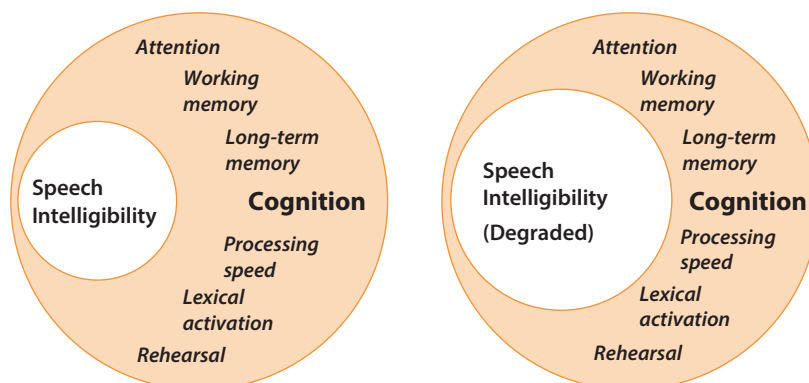 Attention
Working
memory
Long-term
memory
Speech
Intelligibility
Cognition
Processing
speed
Lexical
activation
Rehearsal
Attention
Working
memory
Long-term
memory
Speech
Intelligibility
(Degraded)
Cognition
Processing
speed
Lexical
activation
Rehearsal